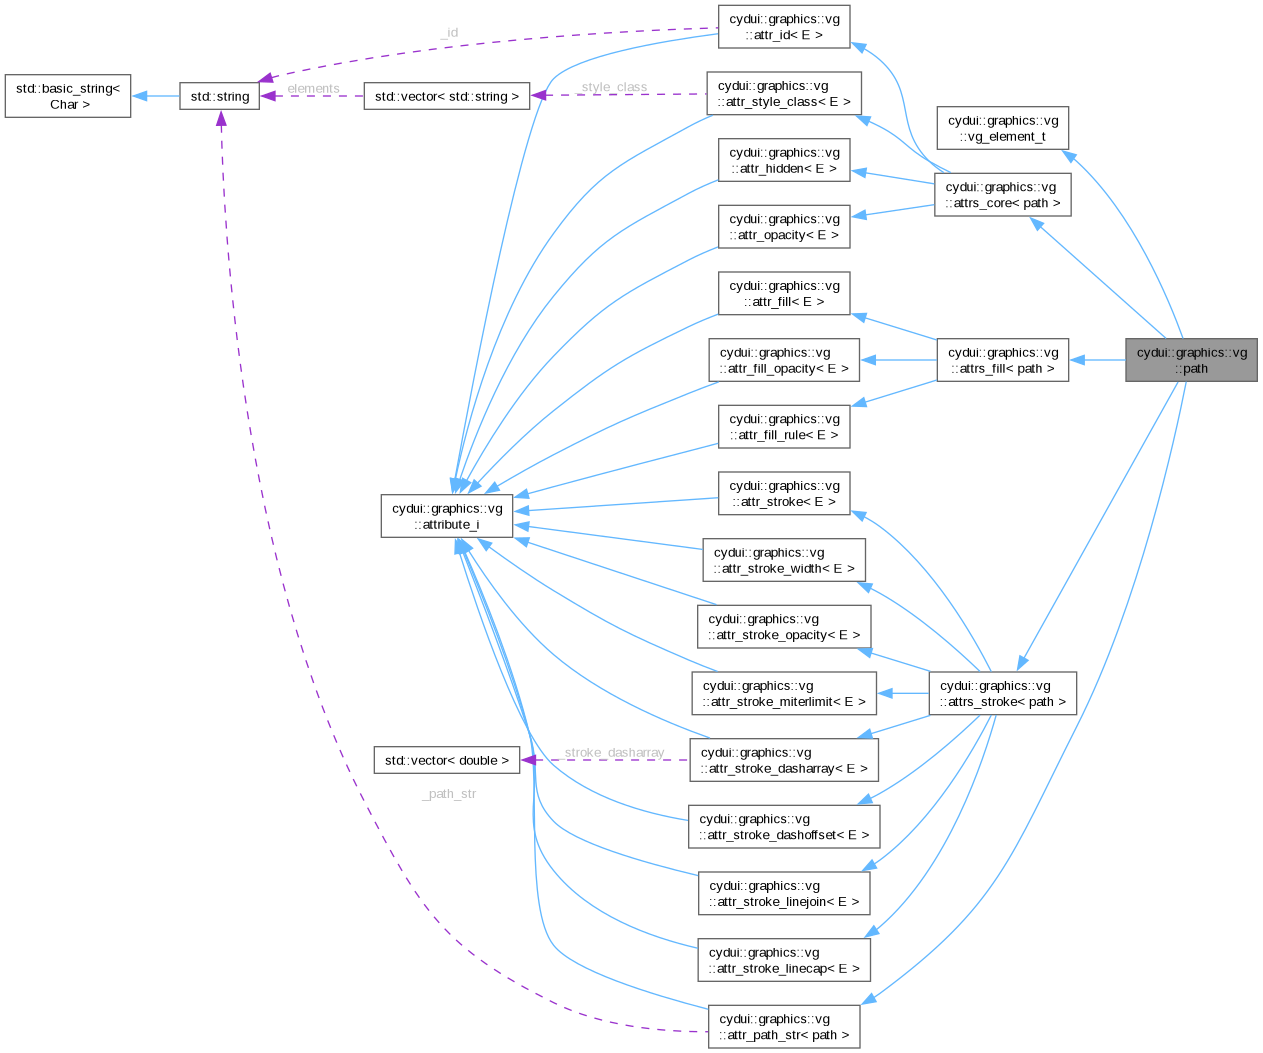 cydui::graphics::vg
::attr_id< E >
_id
std::basic_string<
Char >
std::string
elements
std::vector< std::string >
_style_class
cydui::graphics::vg
::attr_style_class< E >
cydui::graphics::vg
::vg_element_t
cydui::graphics::vg
::attr_hidden< E >
cydui::graphics::vg
::attrs_core< path >
cydui::graphics::vg
::attr_opacity< E >
cydui::graphics::vg
::attr_fill< E >
cydui::graphics::vg
::attr_fill_opacity< E >
cydui::graphics::vg
::attrs_fill< path >
cydui::graphics::vg
::path
cydui::graphics::vg
::attr_fill_rule< E >
cydui::graphics::vg
::attribute_i
cydui::graphics::vg
::attr_stroke< E >
cydui::graphics::vg
::attr_stroke_width< E >
cydui::graphics::vg
::attr_stroke_opacity< E >
cydui::graphics::vg
::attr_stroke_miterlimit< E >
cydui::graphics::vg
::attrs_stroke< path >
std::vector< double >
_stroke_dasharray
cydui::graphics::vg
::attr_stroke_dasharray< E >
_path_str
cydui::graphics::vg
::attr_stroke_dashoffset< E >
cydui::graphics::vg
::attr_stroke_linejoin< E >
cydui::graphics::vg
::attr_stroke_linecap< E >
cydui::graphics::vg
::attr_path_str< path >